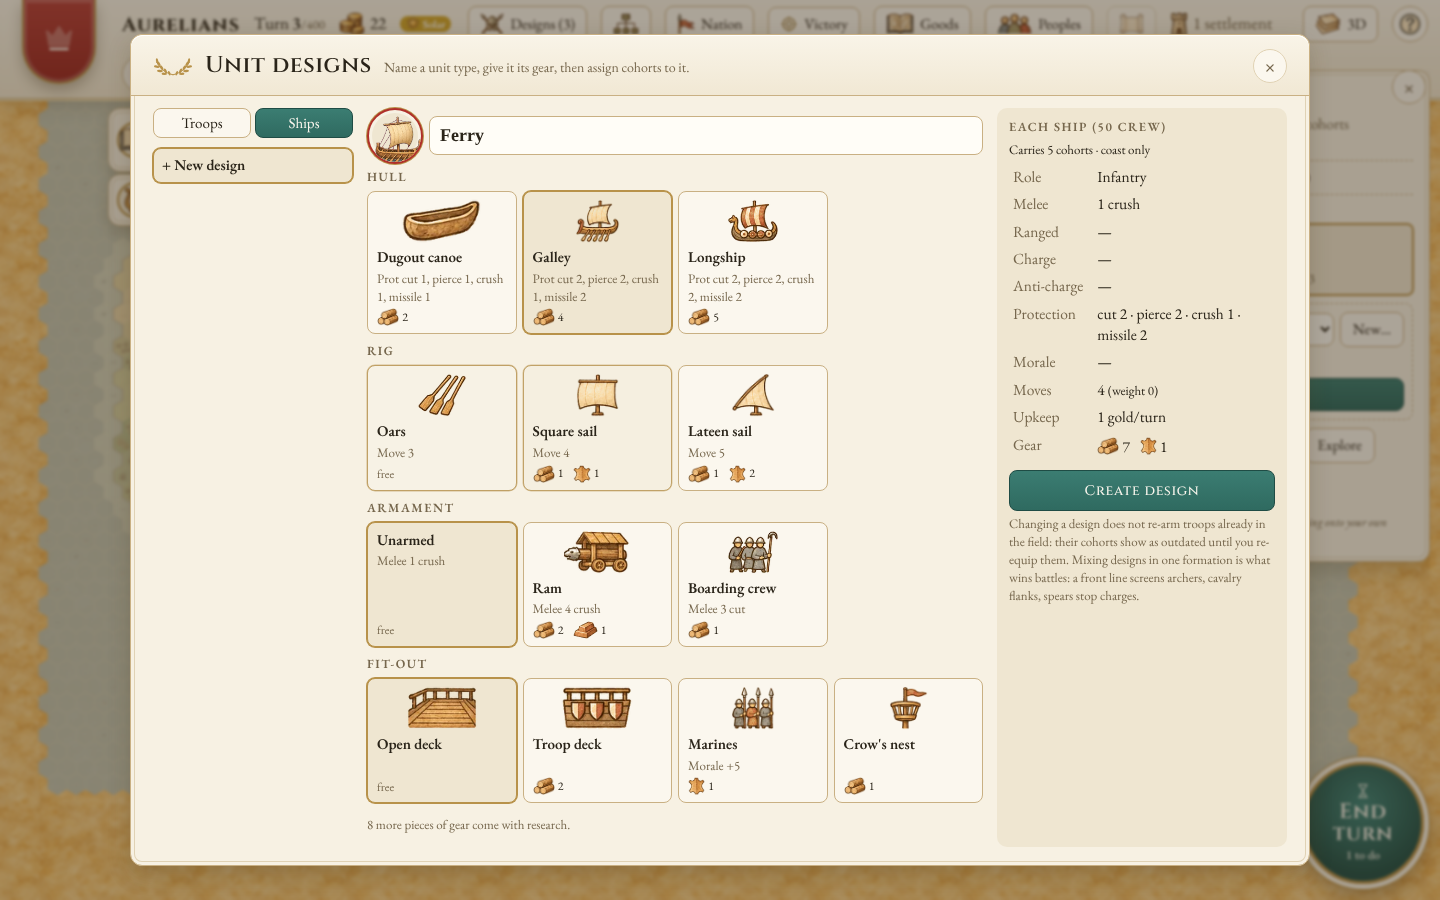 AURELIANS Turn 3/400 22 Solar Designs (3) Nation Victory Goods Peoples 1 settlement 3D
UNIT DESIGNS Name a unit type, give it its gear, then assign cohorts to it. ×
Troops Ships
+ New design
Ferry
HULL
Dugout canoe
Prot cut 1, pierce 1, crush
1, missile 1
2
Galley
Prot cut 2, pierce 2, crush
1, missile 2
4
Longship
Prot cut 2, pierce 2, crush
2, missile 2
5
RIG
Oars
Move 3
free
Square sail
Move 4
1 1
Lateen sail
Move 5
1 2
ARMAMENT
Unarmed
Melee 1 crush
free
Ram
Melee 4 crush
2 1
Boarding crew
Melee 3 cut
1
FIT-OUT
Open deck
free
Troop deck
2
Marines
Morale +5
1
Crow's nest
1
8 more pieces of gear come with research.
EACH SHIP (50 CREW)
Carries 5 cohorts · coast only
Role Infantry
Melee 1 crush
Ranged —
Charge —
Anti-charge —
Protection cut 2 · pierce 2 · crush 1 ·
missile 2
Morale —
Moves 4 (weight 0)
Upkeep 1 gold/turn
Gear 7 1
CREATE DESIGN
Changing a design does not re-arm troops already in
the field: their cohorts show as outdated until you re-
equip them. Mixing designs in one formation is what
wins battles: a front line screens archers, cavalry
flanks, spears stop charges.
×
New...
Explore
END
TURN
1 to do